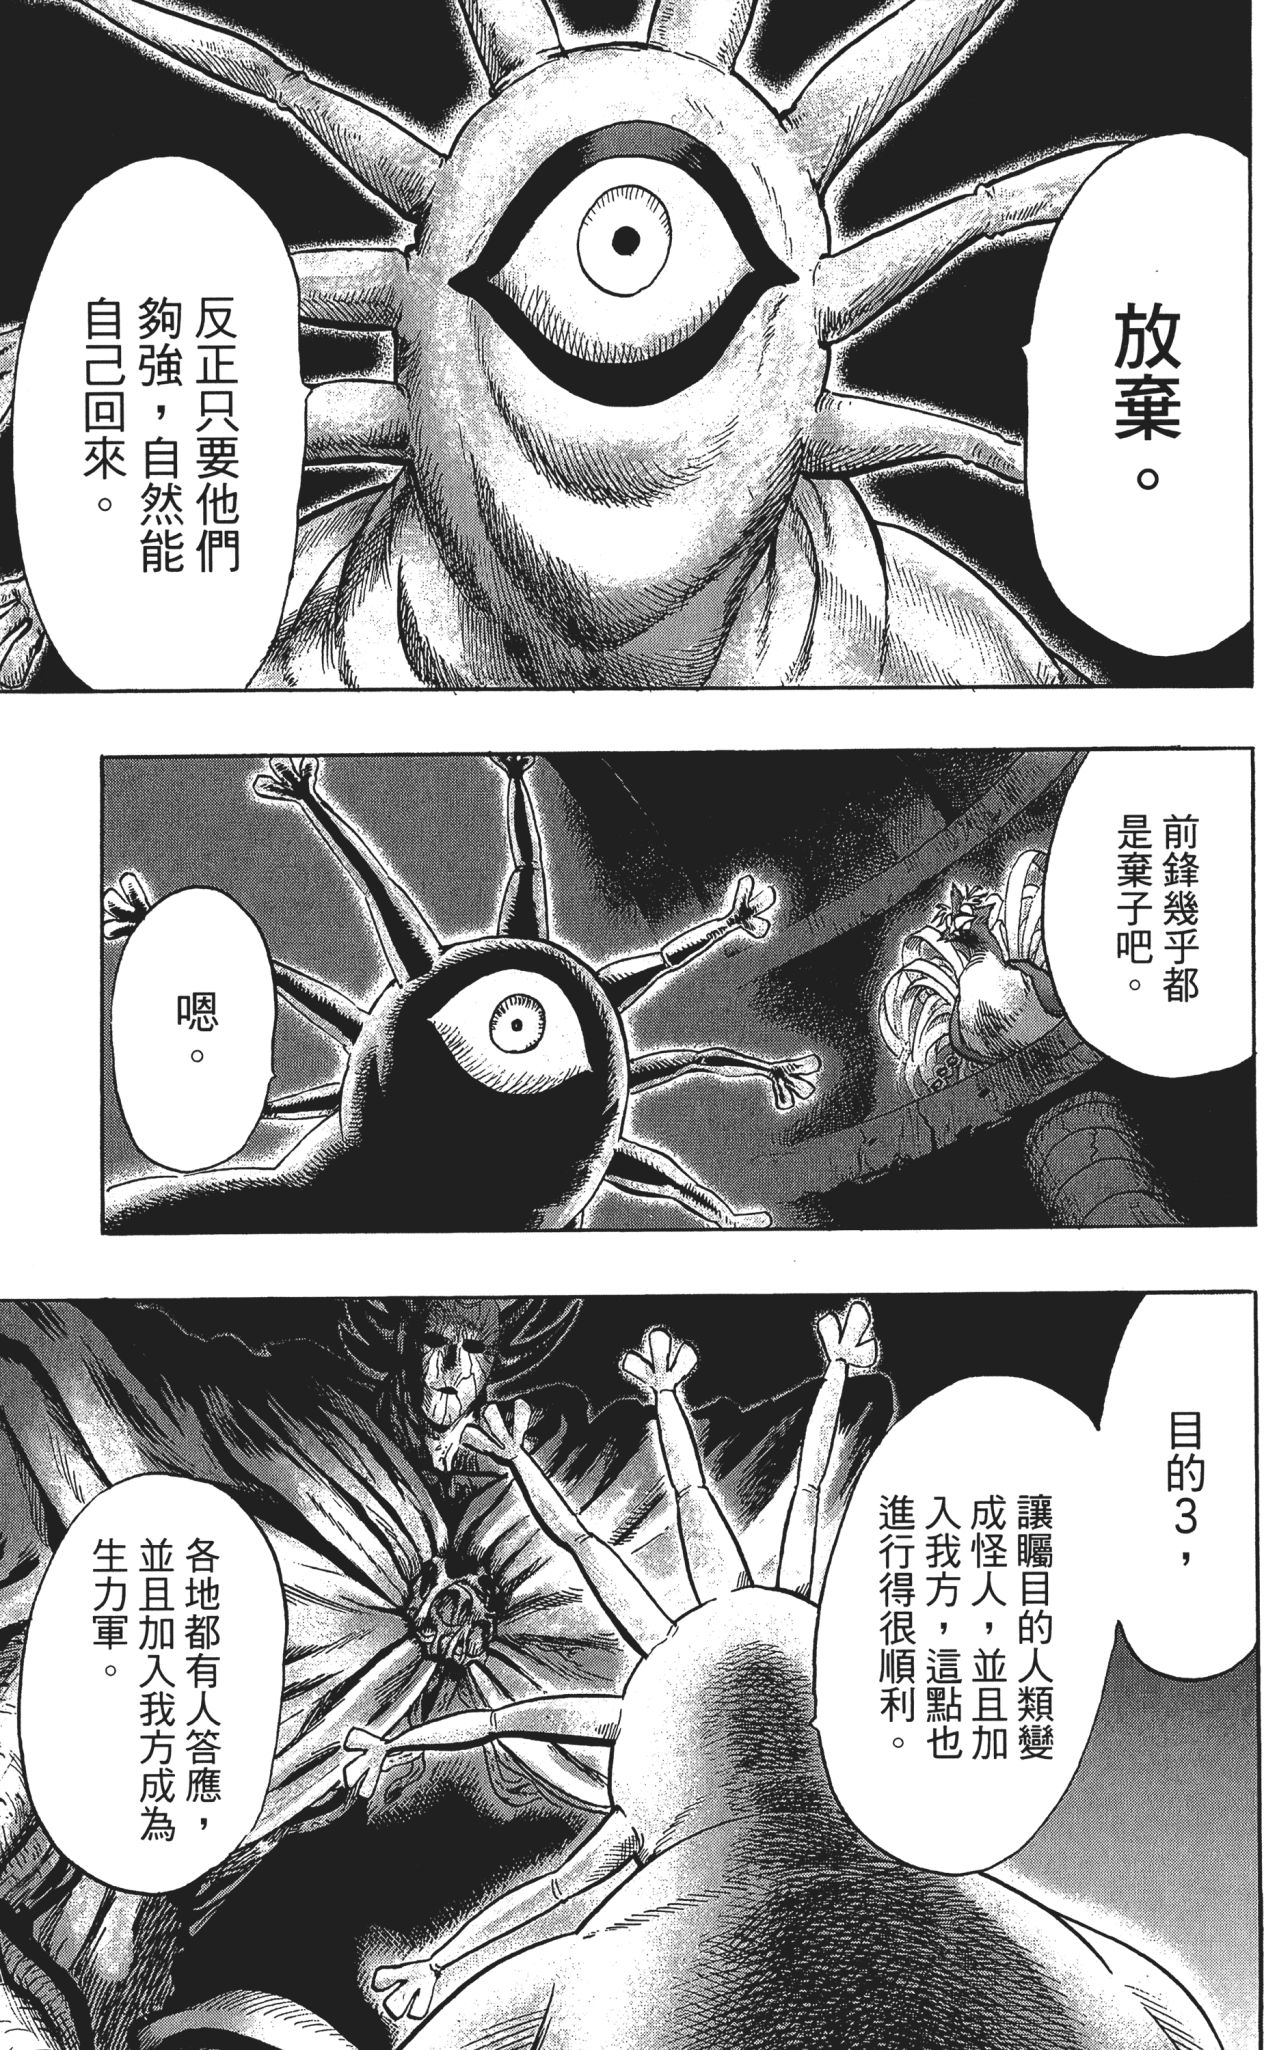 放棄。
反正只要他們
夠強，自然能
自己回來。
前鋒幾乎都
是棄子吧。
嗯。
目的3，
讓矚目的人類變
成怪人，並且加
入我方，這點也
進行得很順利。
各地都有人答應，
並且加入我方成為
生力軍。